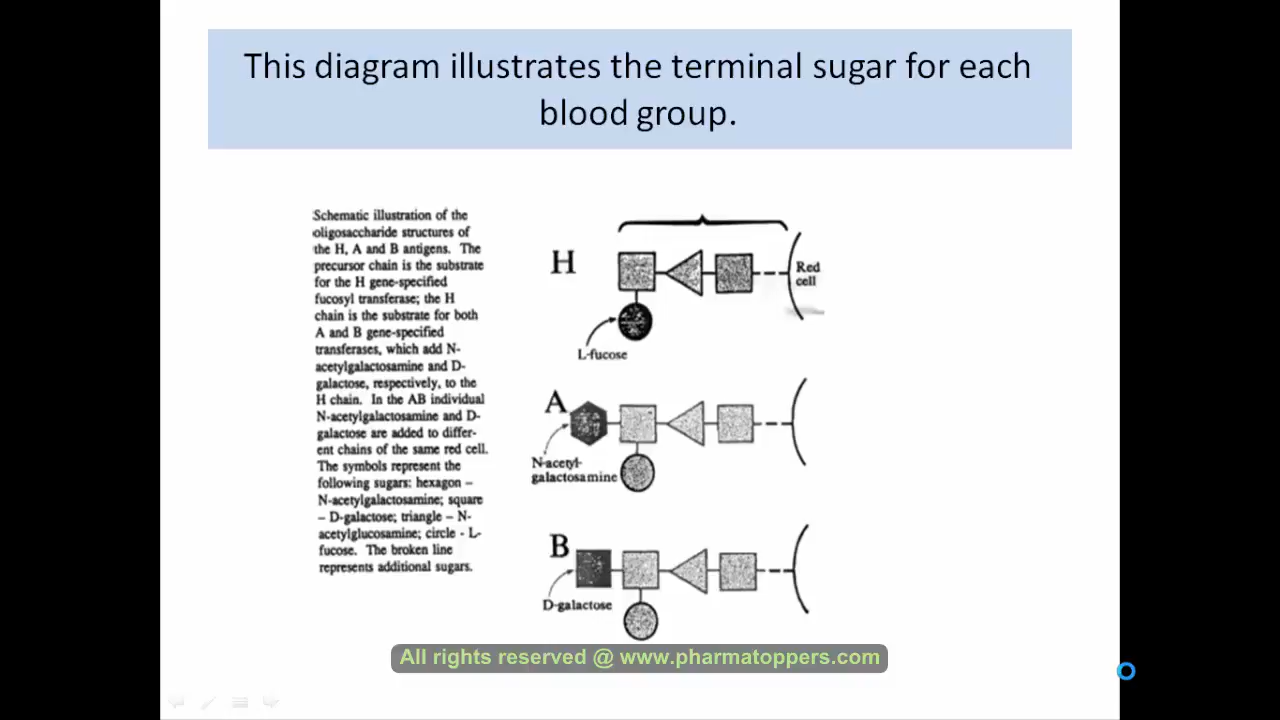 This diagram illustrates the terminal sugar for each
blood group.
Schematic illustration of the
oligosaccharide structures of
the H, A and B antigens. The
precursor chain is the substrate
for the H gene-specified
fucosyl transferase; the H
chain is the substrate for both
A and B gene-specified
transferases, which add N-
acetylgalactosamine and D-
galactose, respectively, to the
H chain. In the AB individual
N-acetylgalactosamine and D-
galactose are added to differ-
ent chains of the same red cell.
The symbols represent the
following sugars: hexagon –
N-acetylgalactosamine; square
– D-galactose; triangle – N-
acetylglucosamine; circle - L-
fucose. The broken line
represents additional sugars.
H
Red
cell
L-fucose
A
N-acetyl-
galactosamine
B
D-galactose
All rights reserved @ www.pharmatoppers.com